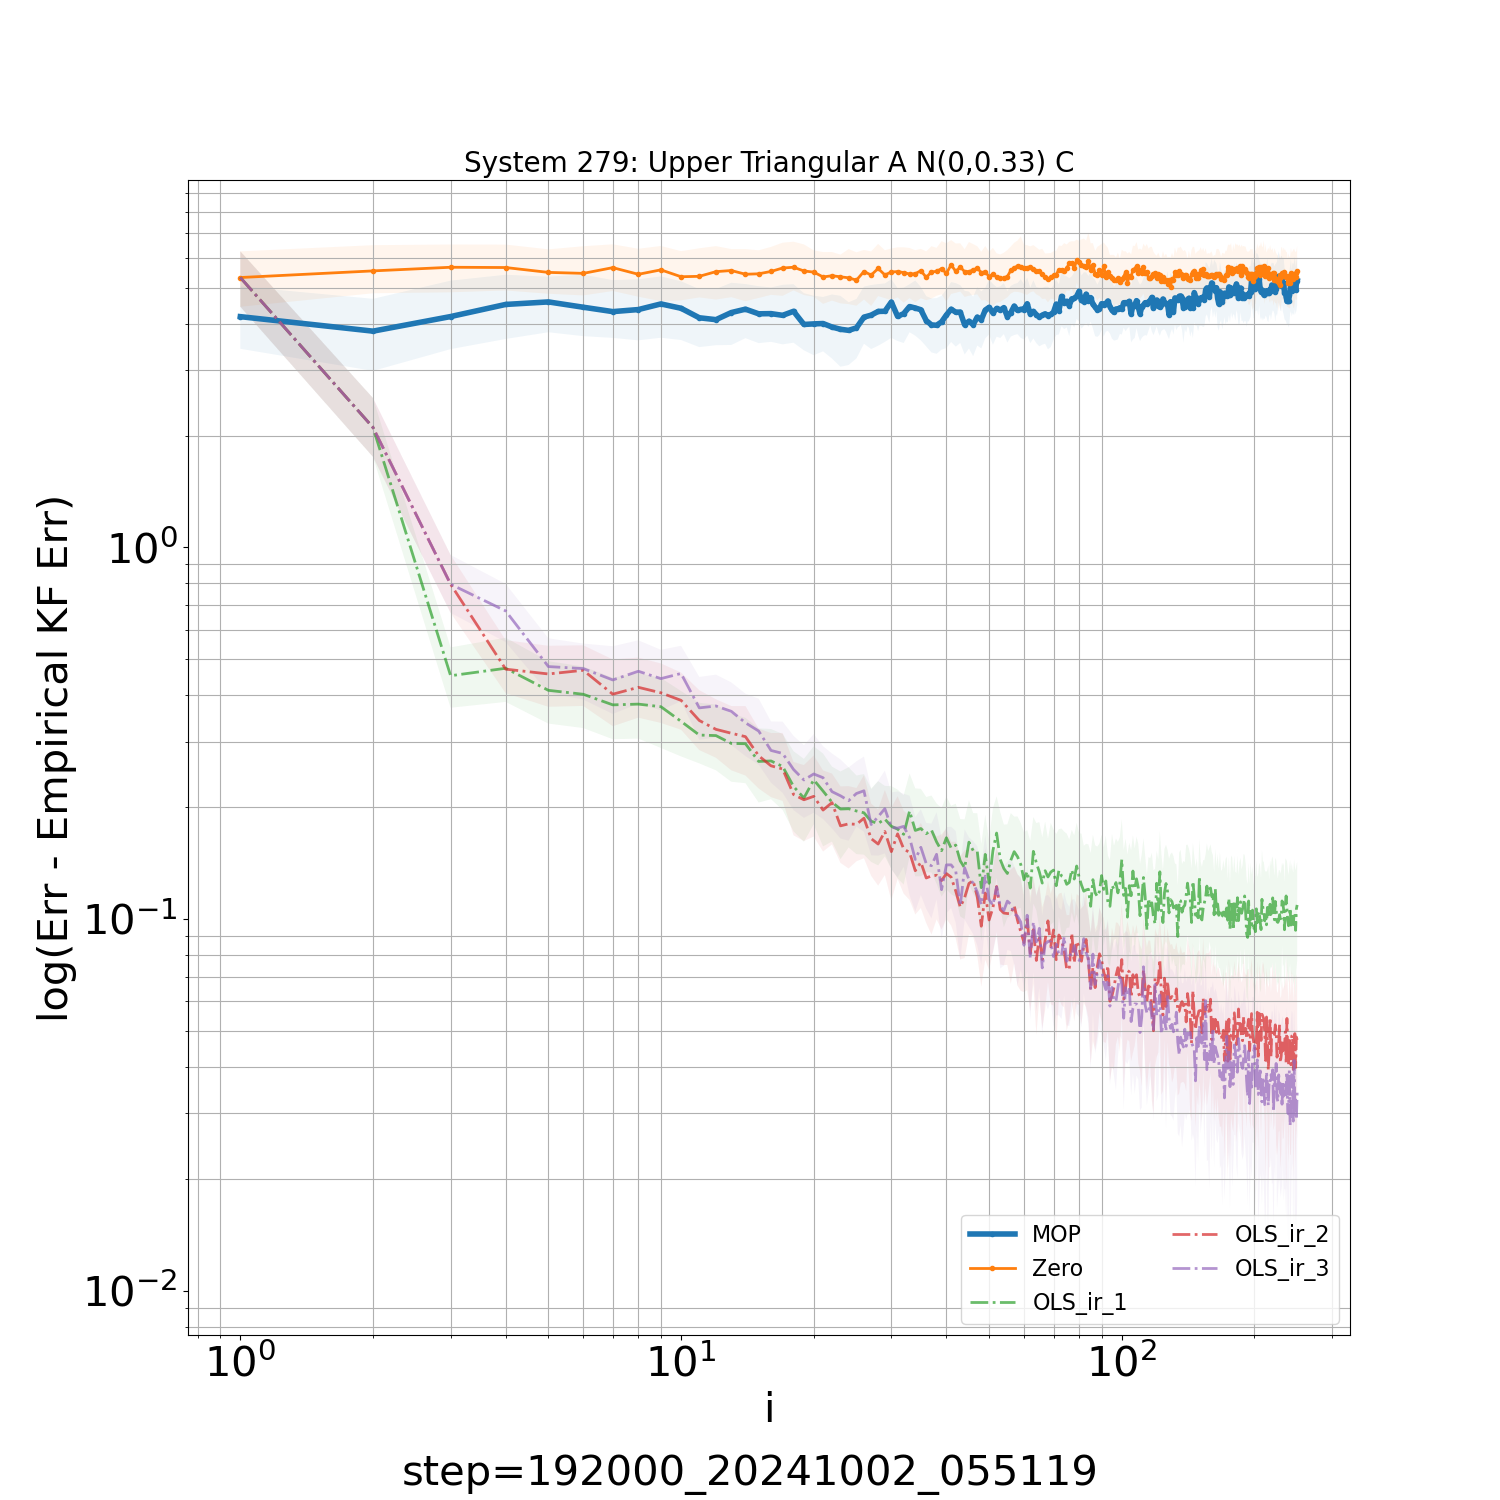 System 279: Upper Triangular A N(0,0.33) C
log(Err - Empirical KF Err)
10^0
10^-1
10^-2
MOP
Zero
OLS_ir_1
OLS_ir_2
OLS_ir_3
10^0 10^1 10^2
i
step=192000_20241002_055119